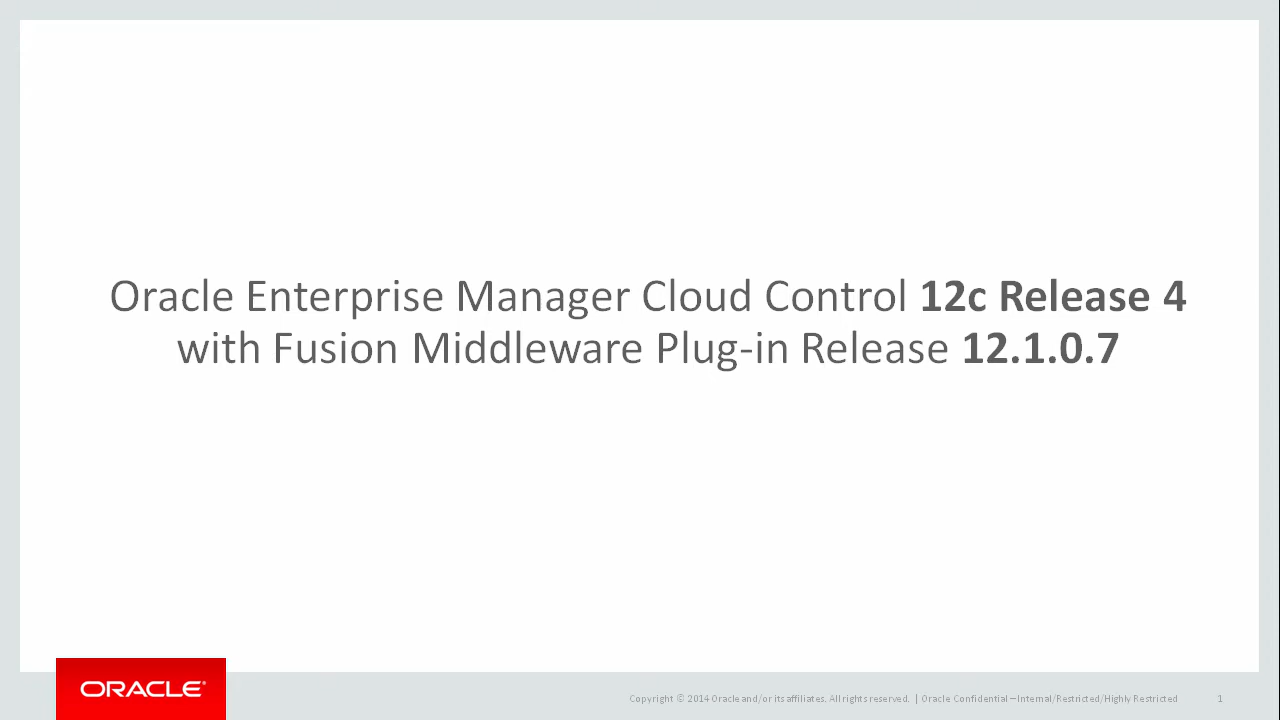 Oracle Enterprise Manager Cloud Control 12c Release 4
with Fusion Middleware Plug-in Release 12.1.0.7
ORACLE®
Copyright © 2014 Oracle and/or its affiliates. All rights reserved. | Oracle Confidential – Internal/Restricted/Highly Restricted 1